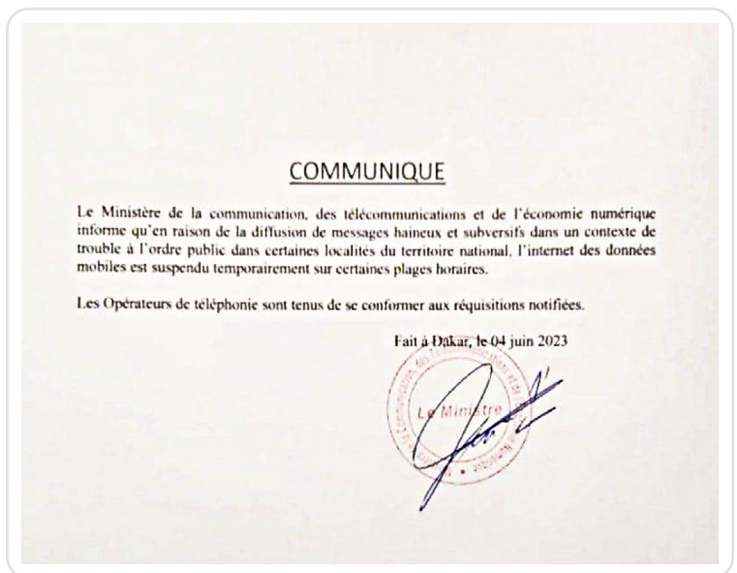 COMMUNIQUE
Le Ministère de la communication, des télécommunications et de l'économie numérique
informe qu'en raison de la diffusion de messages haineux et subversifs dans un contexte de
trouble à l'ordre public dans certaines localités du territoire national, l'internet des données
mobiles est suspendu temporairement sur certaines plages horaires.
Les Opérateurs de téléphonie sont tenus de se conformer aux réquisitions notifiées.
Fait à Dakar, le 04 juin 2023
Le Ministre